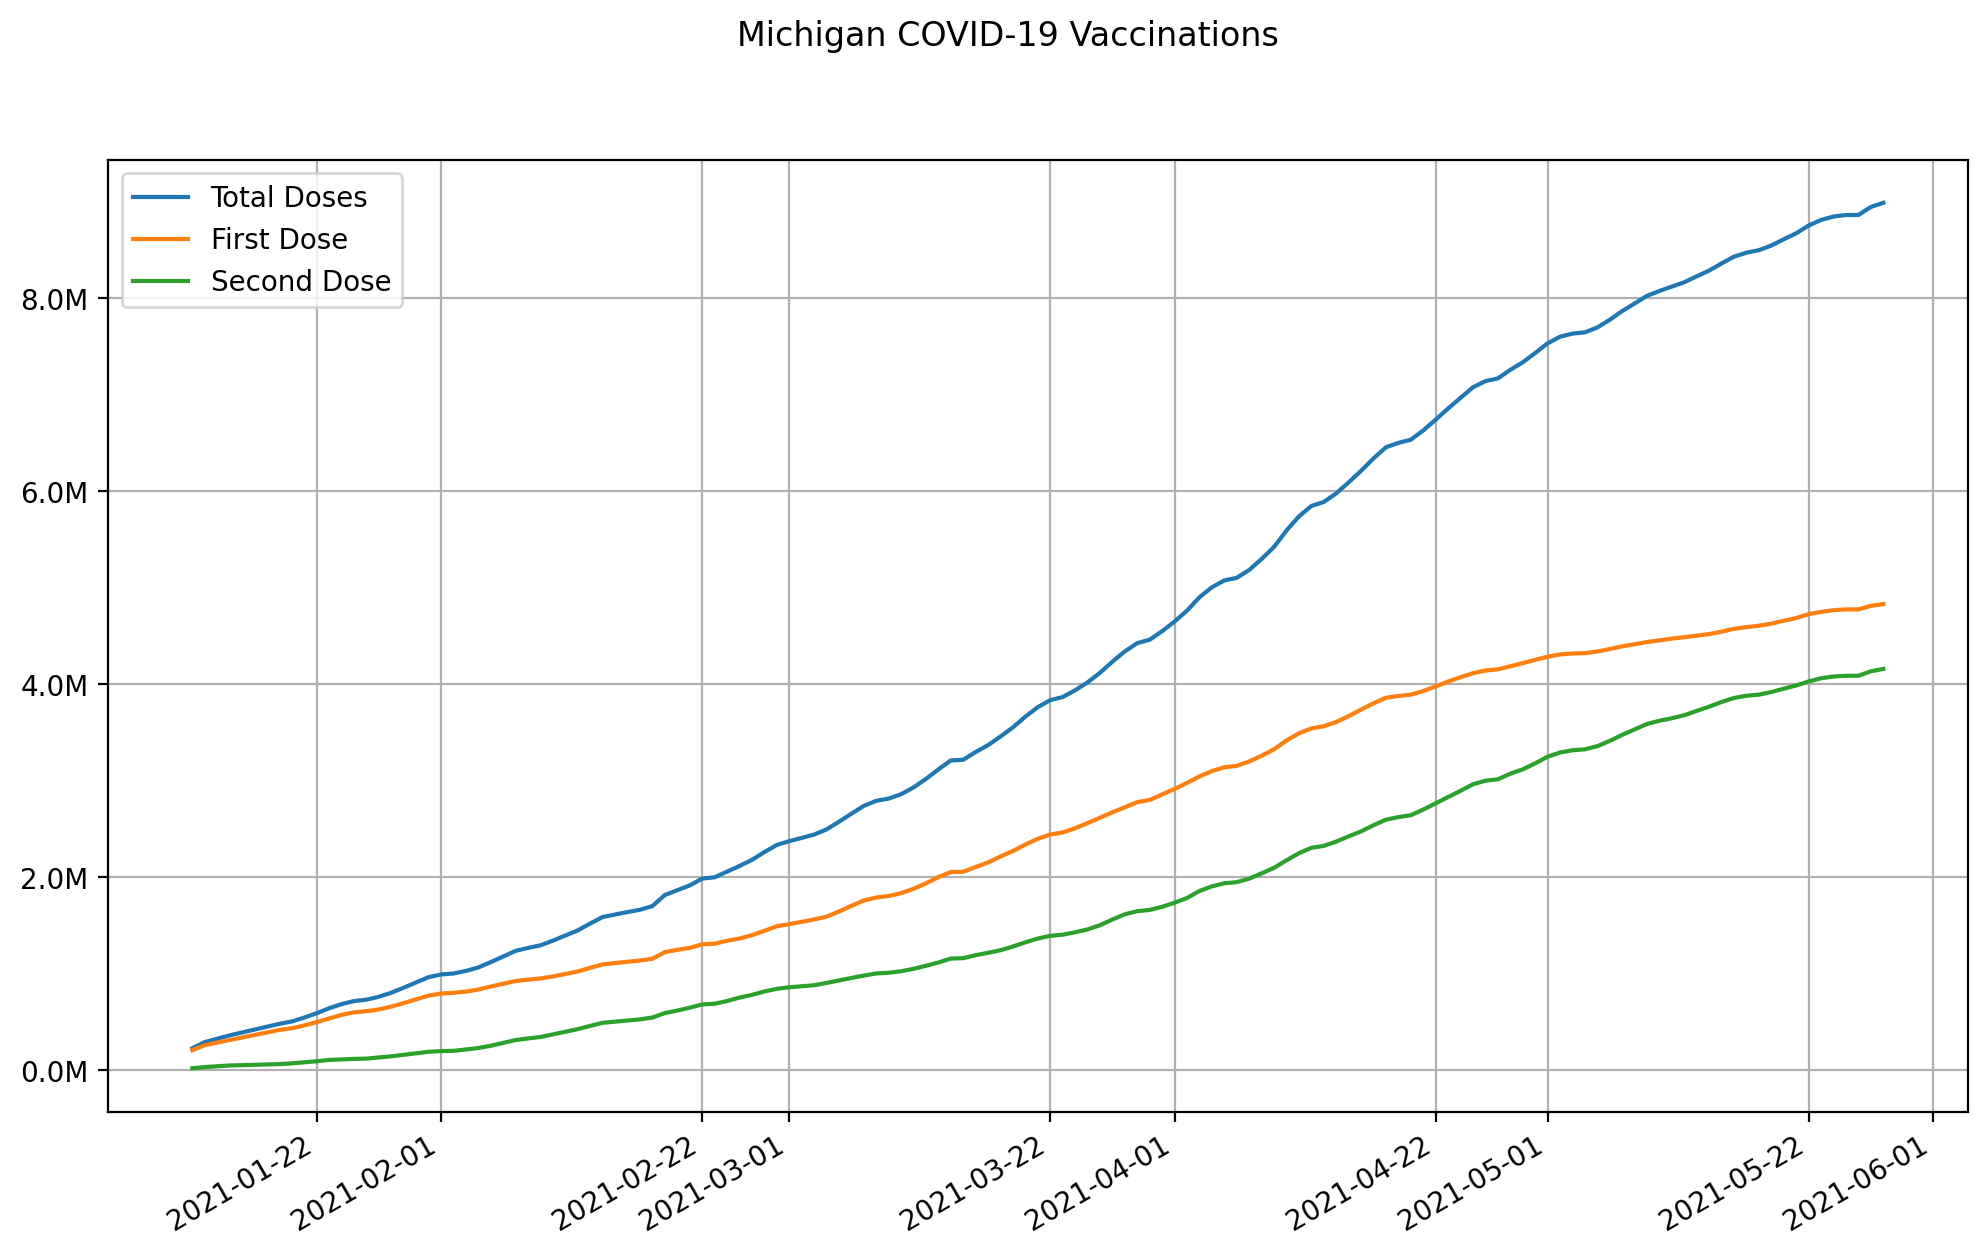 Michigan COVID-19 Vaccinations
Total Doses
First Dose
Second Dose
8.0M
6.0M
4.0M
2.0M
0.0M
2021-01-22
2021-02-01
2021-02-22
2021-03-01
2021-03-22
2021-04-01
2021-04-22
2021-05-01
2021-05-22
2021-06-01